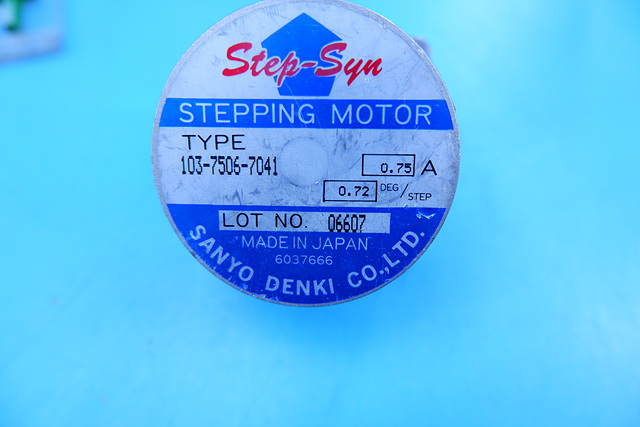 Step-Syn
STEPPING MOTOR
TYPE
103-7506-7041
0.75 A
0.72 DEG/STEP
LOT NO. 06607
MADE IN JAPAN
6037666
SANYO DENKI CO.,LTD.